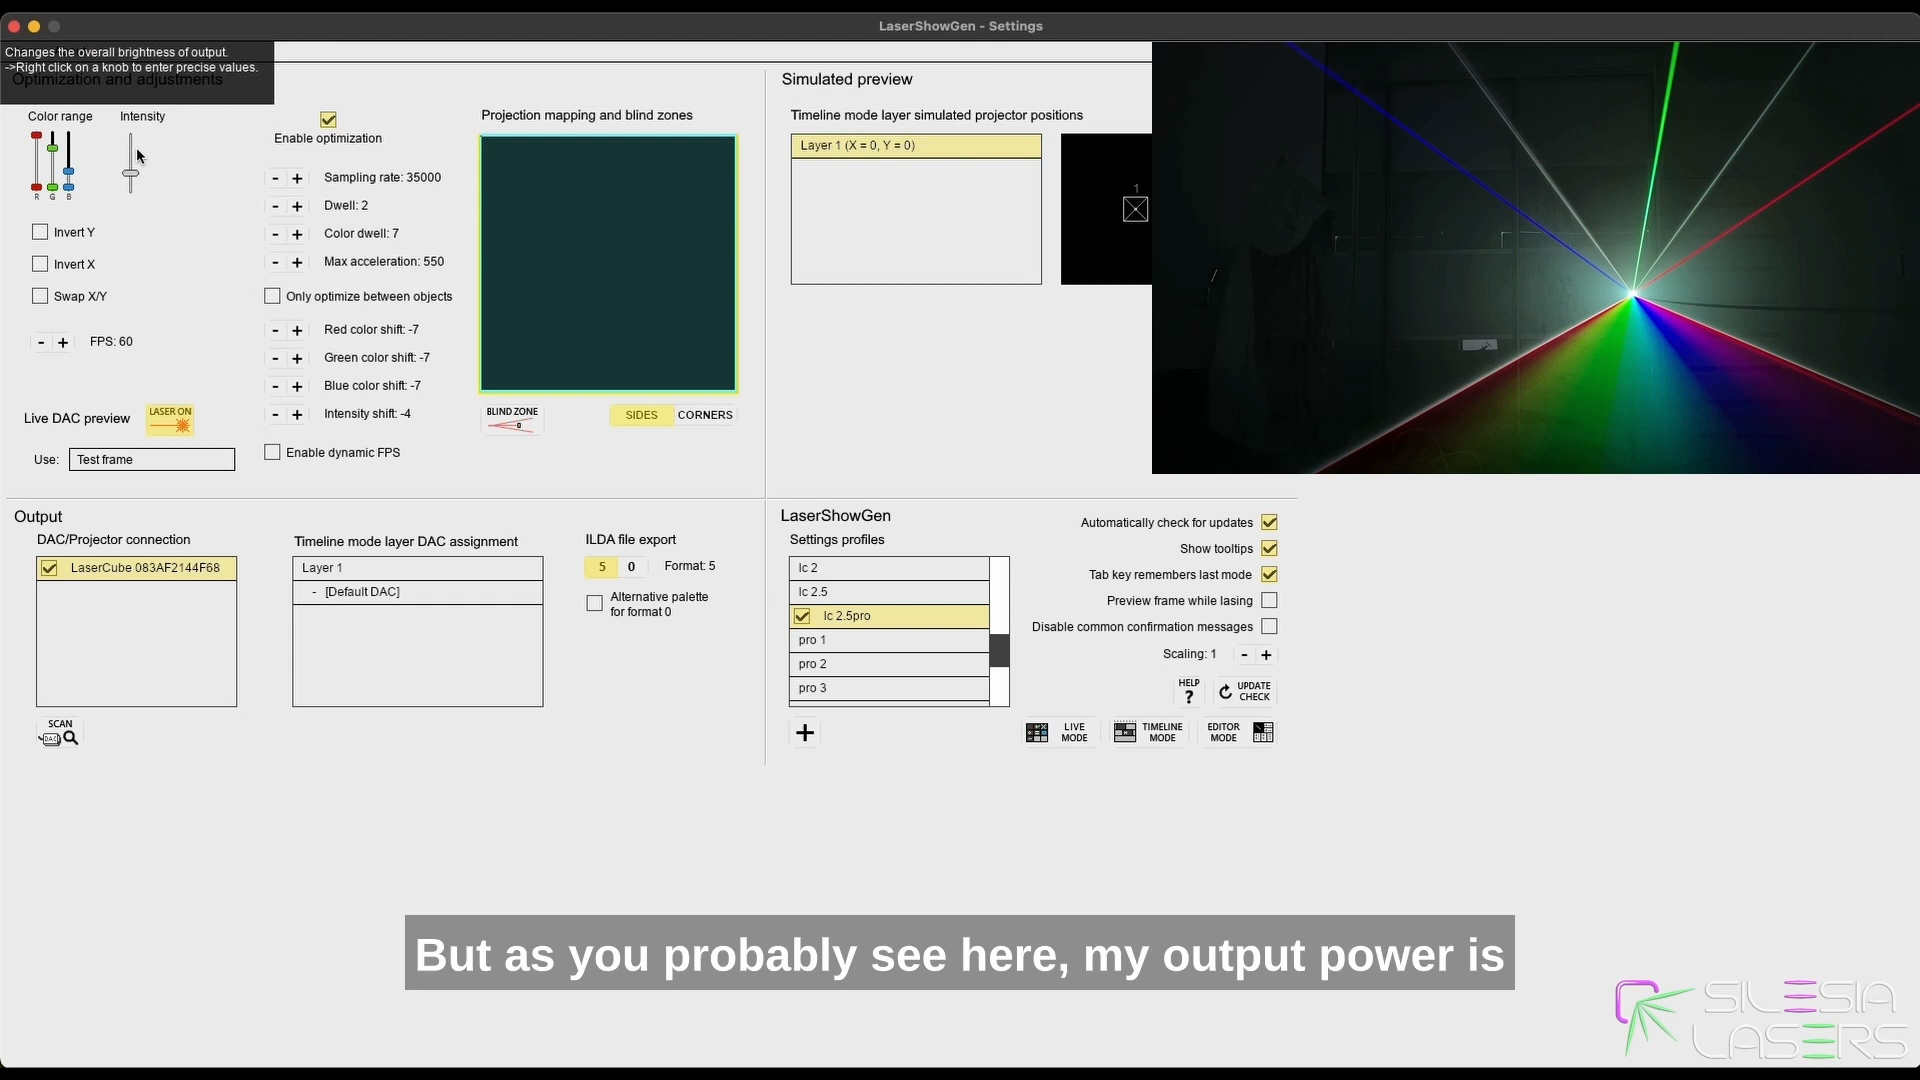 LaserShowGen - Settings
Changes the overall brightness of output.
->Right click on a knob to enter precise values.
Optimization and adjustments
Color range
Intensity
R G B
Invert Y
Invert X
Swap X/Y
- + FPS: 60
Live DAC preview
LASER ON
Use: Test frame
Enable optimization
- + Sampling rate: 35000
- + Dwell: 2
- + Color dwell: 7
- + Max acceleration: 550
Only optimize between objects
- + Red color shift: -7
- + Green color shift: -7
- + Blue color shift: -7
- + Intensity shift: -4
Enable dynamic FPS
Projection mapping and blind zones
BLIND ZONE
SIDES CORNERS
Simulated preview
Timeline mode layer simulated projector positions
Layer 1 (X = 0, Y = 0)
1
Output
DAC/Projector connection
LaserCube 083AF2144F68
SCAN
DAC
Timeline mode layer DAC assignment
Layer 1
- [Default DAC]
ILDA file export
5 0 Format: 5
Alternative palette
for format 0
LaserShowGen
Settings profiles
lc 2
lc 2.5
lc 2.5pro
pro 1
pro 2
pro 3
+
Automatically check for updates
Show tooltips
Tab key remembers last mode
Preview frame while lasing
Disable common confirmation messages
Scaling: 1 - +
HELP
?
UPDATE
CHECK
LIVE
MODE
TIMELINE
MODE
EDITOR
MODE
But as you probably see here, my output power is
SILESIA
LASERS